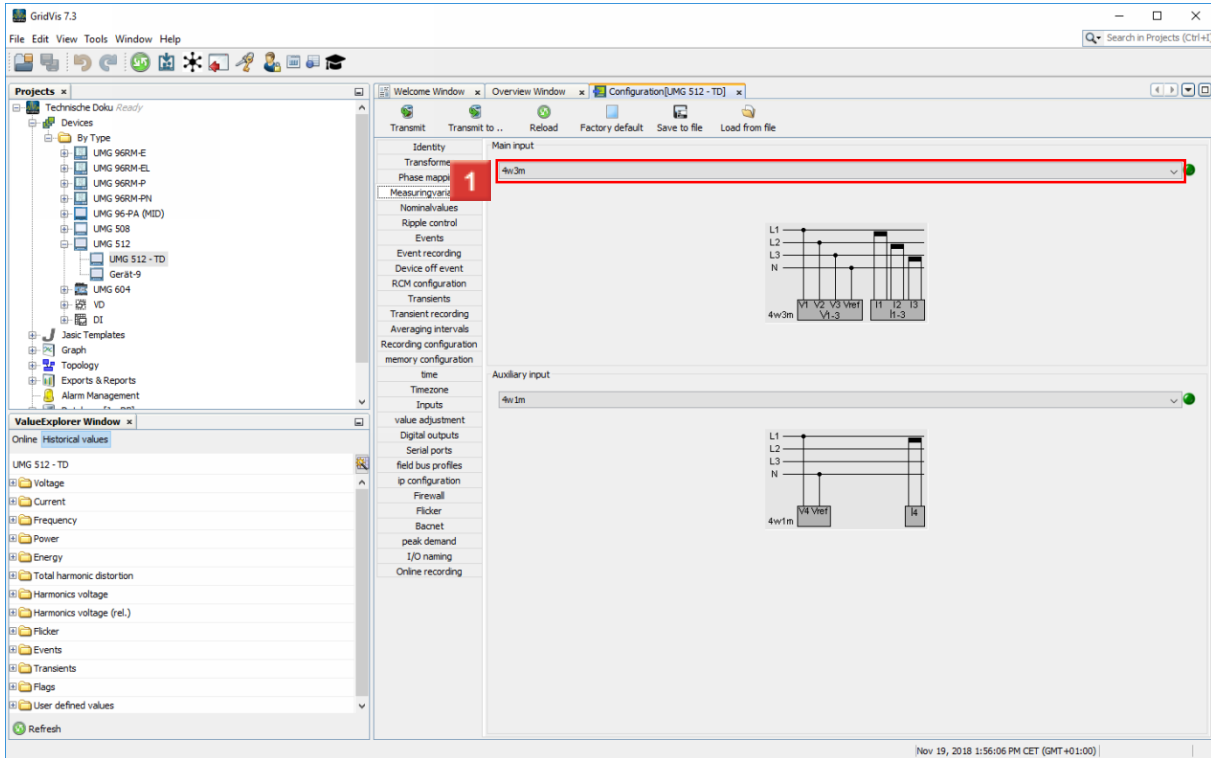 GridVis 7.3
File Edit View Tools Window Help
Search in Projects (Ctrl+I)
Projects
Technische Doku Ready
Devices
By Type
UMG 96RM-E
UMG 96RM-EL
UMG 96RM-P
UMG 96RM-PN
UMG 96-PA (MID)
UMG 508
UMG 512
UMG 512 - TD
Gerät-9
UMG 604
VD
DI
Jasic Templates
Graph
Topology
Exports & Reports
Alarm Management
ValueExplorer Window
Online Historical values
UMG 512 - TD
Voltage
Current
Frequency
Power
Energy
Total harmonic distortion
Harmonics voltage
Harmonics voltage (rel.)
Flicker
Events
Transients
Flags
User defined values
Refresh
Welcome Window Overview Window Configuration[UMG 512 - TD]
Transmit Transmit to .. Reload Factory default Save to file Load from file
Identity
Transforme
Phase mappi
Measuringvaria
Nominalvalues
Ripple control
Events
Event recording
Device off event
RCM configuration
Transients
Transient recording
Averaging intervals
Recording configuration
memory configuration
time
Timezone
Inputs
value adjustment
Digital outputs
Serial ports
field bus profiles
ip configuration
Firewall
Flicker
Bacnet
peak demand
I/O naming
Online recording
1
Main input
4w3m
L1
L2
L3
N
V1 V2 V3 Vref I1 I2 I3
4w3m V1-3 I1-3
Auxiliary input
4w1m
L1
L2
L3
N
V4 Vref I4
4w1m
Nov 19, 2018 1:56:06 PM CET (GMT+01:00)